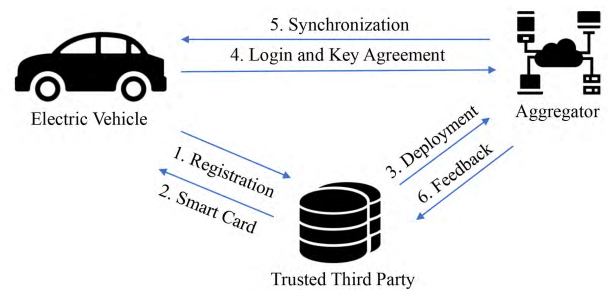 5. Synchronization
4. Login and Key Agreement
Electric Vehicle
Aggregator
1. Registration
2. Smart Card
3. Deployment
6. Feedback
Trusted Third Party